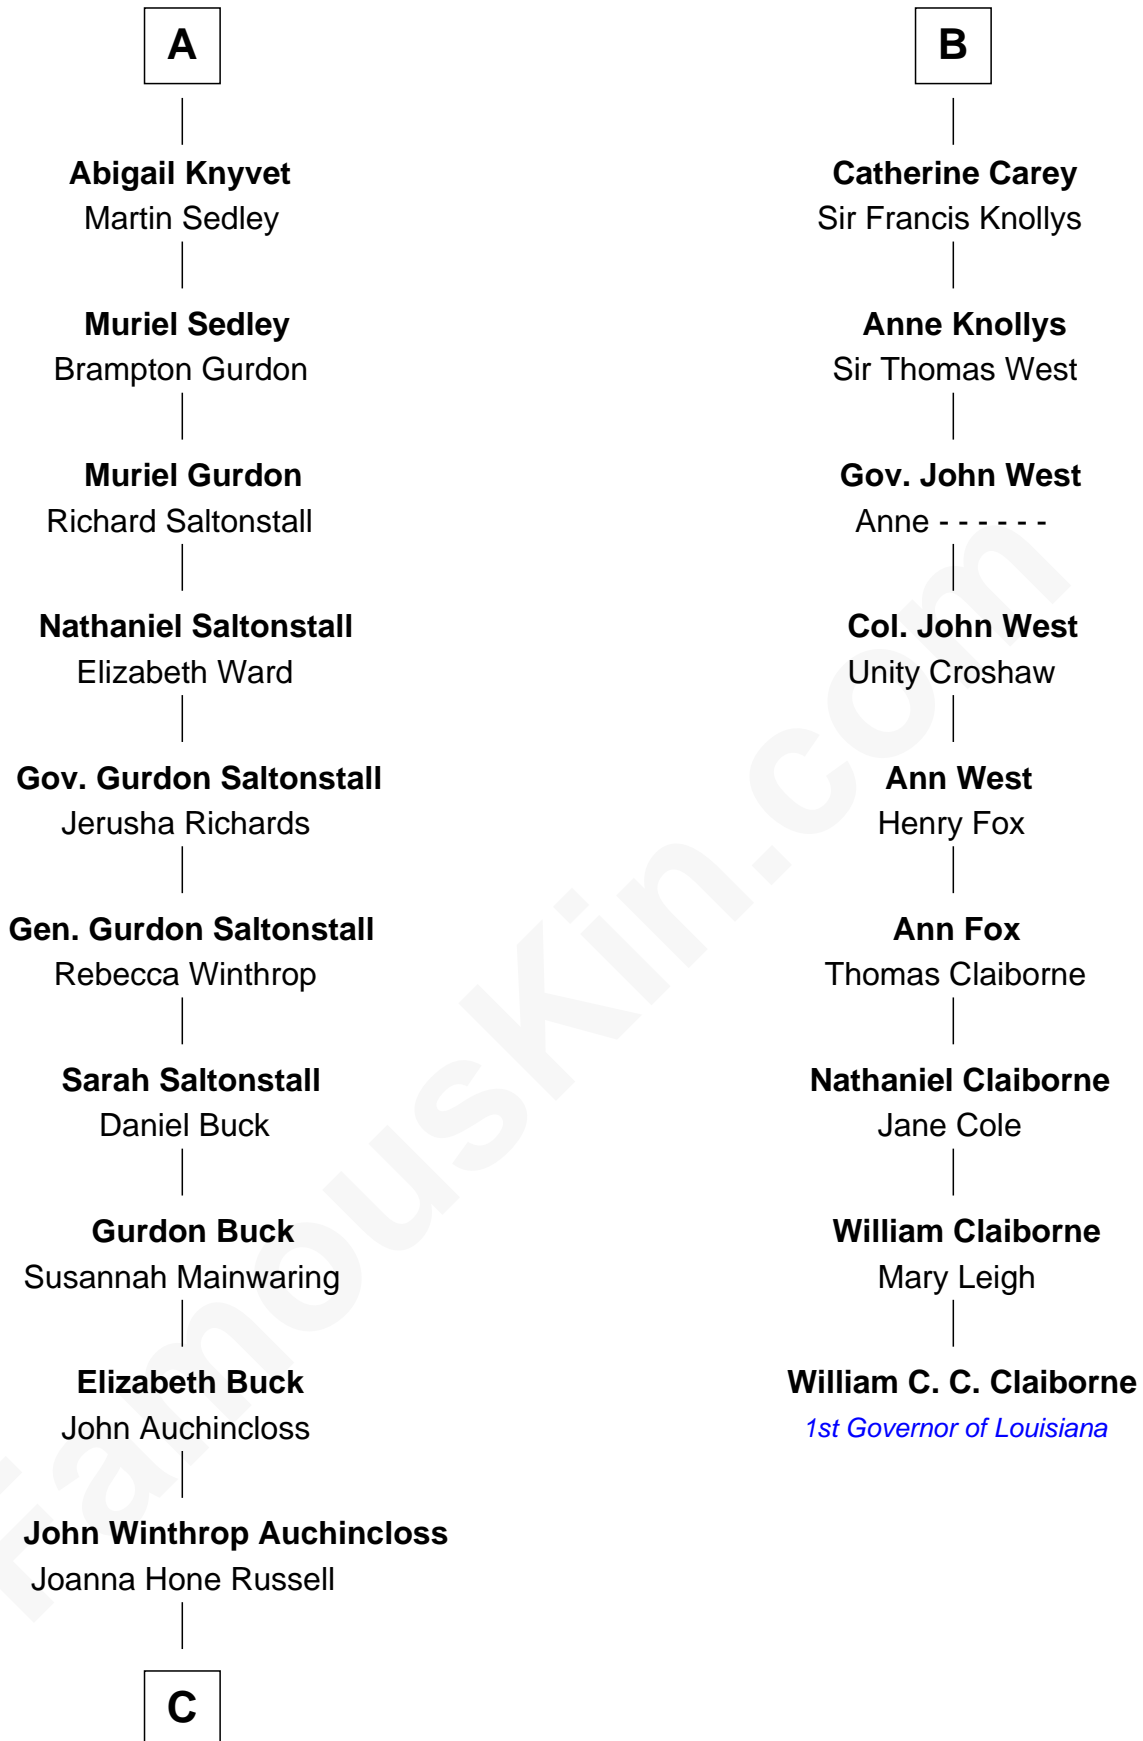 A
Abigail Knyvet
Martin Sedley
Muriel Sedley
Brampton Gurdon
Muriel Gurdon
Richard Saltonstall
Nathaniel Saltonstall
Elizabeth Ward
Gov. Gurdon Saltonstall
Jerusha Richards
Gen. Gurdon Saltonstall
Rebecca Winthrop
Sarah Saltonstall
Daniel Buck
Gurdon Buck
Susannah Mainwaring
Elizabeth Buck
John Auchincloss
John Winthrop Auchincloss
Joanna Hone Russell
C
B
Catherine Carey
Sir Francis Knollys
Anne Knollys
Sir Thomas West
Gov. John West
Anne - - - - - -
Col. John West
Unity Croshaw
Ann West
Henry Fox
Ann Fox
Thomas Claiborne
Nathaniel Claiborne
Jane Cole
William Claiborne
Mary Leigh
William C. C. Claiborne
1st Governor of Louisiana
FamousKin.com